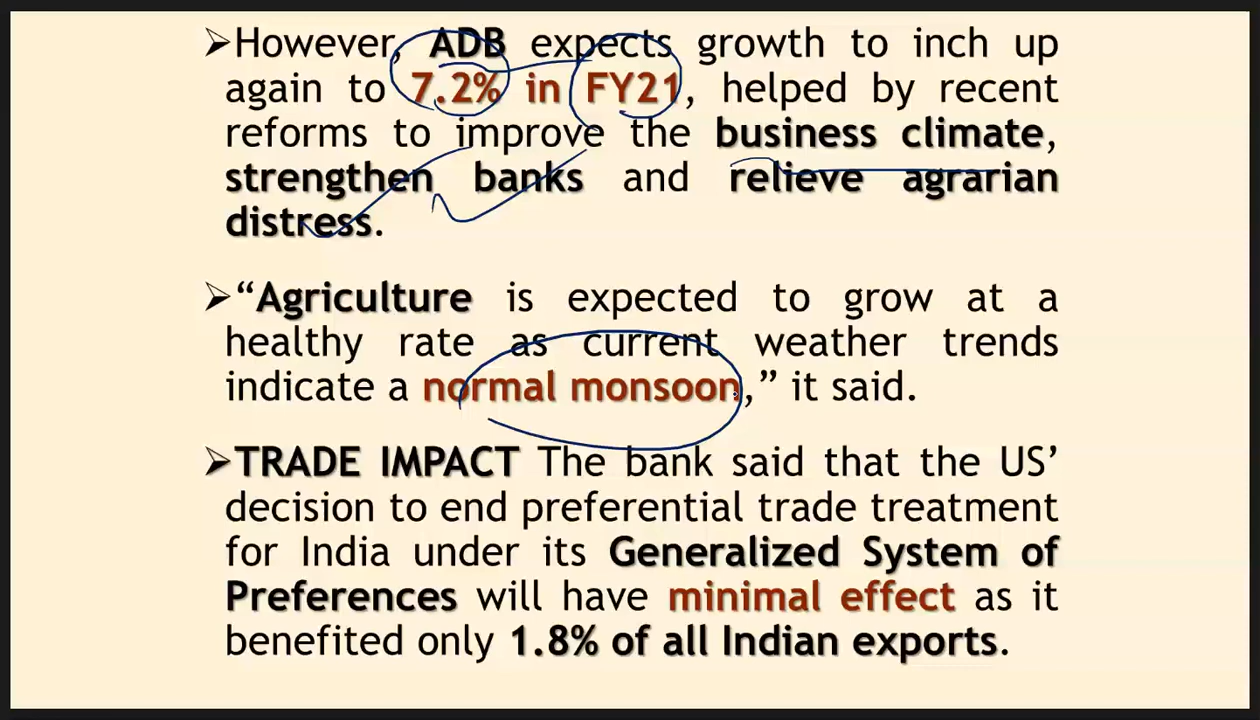 ➢However, ADB expects growth to inch up
again to 7.2% in FY21, helped by recent
reforms to improve the business climate,
strengthen banks and relieve agrarian
distress.
➢“Agriculture is expected to grow at a
healthy rate as current weather trends
indicate a normal monsoon,” it said.
➢TRADE IMPACT The bank said that the US’
decision to end preferential trade treatment
for India under its Generalized System of
Preferences will have minimal effect as it
benefited only 1.8% of all Indian exports.